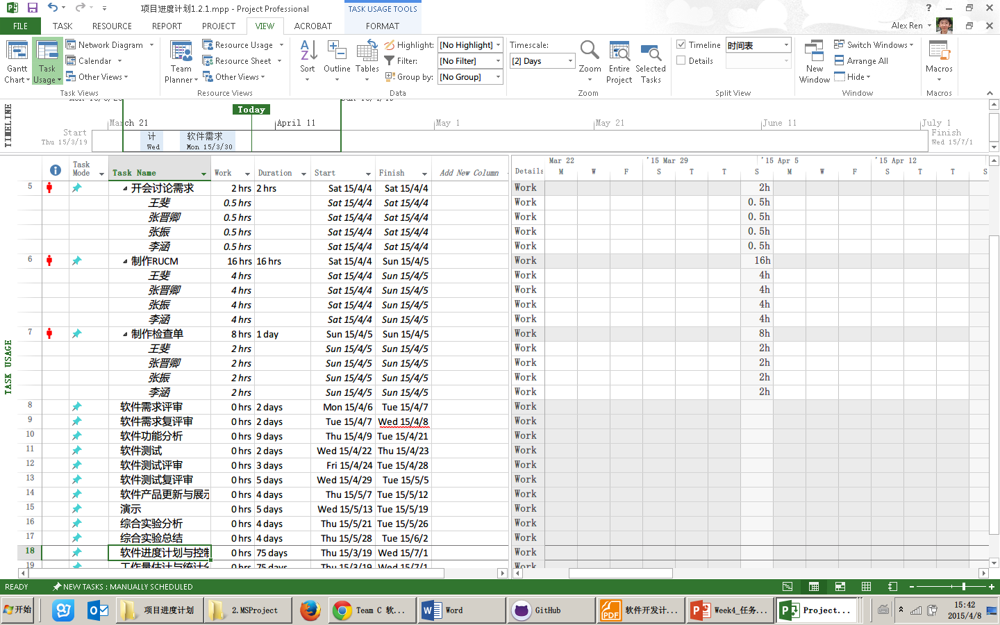 项目进度计划1.2.1.mpp - Project Professional
TASK USAGE TOOLS
FILE TASK RESOURCE REPORT PROJECT VIEW ACROBAT FORMAT
Alex Ren
Gantt Chart
Task Usage
Network Diagram
Calendar
Other Views
Task Views
Team Planner
Resource Usage
Resource Sheet
Other Views
Resource Views
Sort
Outline
Tables
Highlight: [No Highlight]
Filter: [No Filter]
Group by: [No Group]
Data
Timescale:
[2] Days
Zoom
Entire Project
Selected Tasks
Zoom
Timeline 时间表
Details
Split View
New Window
Switch Windows
Arrange All
Hide
Window
Macros
Macros
TIMELINE
Today
March 21 April 11 May 1 May 21 June 11 July 1
Start
Thu 15/3/19
计
Wed
软件需求
Mon 15/3/30
Finish
Wed 15/7/1
Task Mode Task Name Work Duration Start Finish Add New Column
Details Mar 22 '15 Mar 29 '15 Apr 5 '15 Apr 12
M W F S T T S M W F S T T S
5 开会讨论需求 2 hrs 2 hrs Sat 15/4/4 Sat 15/4/4 Work 2h
王斐 0.5 hrs Sat 15/4/4 Sat 15/4/4 Work 0.5h
张晋卿 0.5 hrs Sat 15/4/4 Sat 15/4/4 Work 0.5h
张振 0.5 hrs Sat 15/4/4 Sat 15/4/4 Work 0.5h
李涵 0.5 hrs Sat 15/4/4 Sat 15/4/4 Work 0.5h
6 制作RUCM 16 hrs 16 hrs Sat 15/4/4 Sun 15/4/5 Work 16h
王斐 4 hrs Sat 15/4/4 Sun 15/4/5 Work 4h
张晋卿 4 hrs Sat 15/4/4 Sun 15/4/5 Work 4h
张振 4 hrs Sat 15/4/4 Sun 15/4/5 Work 4h
李涵 4 hrs Sat 15/4/4 Sun 15/4/5 Work 4h
7 制作检查单 8 hrs 1 day Sun 15/4/5 Sun 15/4/5 Work 8h
王斐 2 hrs Sun 15/4/5 Sun 15/4/5 Work 2h
张晋卿 2 hrs Sun 15/4/5 Sun 15/4/5 Work 2h
张振 2 hrs Sun 15/4/5 Sun 15/4/5 Work 2h
李涵 2 hrs Sun 15/4/5 Sun 15/4/5 Work 2h
8 软件需求评审 0 hrs 2 days Mon 15/4/6 Tue 15/4/7 Work
9 软件需求复评审 0 hrs 2 days Tue 15/4/7 Wed 15/4/8 Work
10 软件功能分析 0 hrs 9 days Thu 15/4/9 Tue 15/4/21 Work
11 软件测试 0 hrs 2 days Wed 15/4/22 Thu 15/4/23 Work
12 软件测试评审 0 hrs 3 days Fri 15/4/24 Tue 15/4/28 Work
13 软件测试复评审 0 hrs 5 days Wed 15/4/29 Tue 15/5/5 Work
14 软件产品更新与展示 0 hrs 4 days Thu 15/5/7 Tue 15/5/12 Work
15 演示 0 hrs 5 days Wed 15/5/13 Tue 15/5/19 Work
16 综合实验分析 0 hrs 4 days Thu 15/5/21 Tue 15/5/26 Work
17 综合实验总结 0 hrs 4 days Thu 15/5/28 Tue 15/6/2 Work
18 软件进度计划与控制 0 hrs 75 days Thu 15/3/19 Wed 15/7/1 Work
19 工作量估计与统计分 0 hrs 75 days Thu 15/3/19 Wed 15/7/1 Work
TASK USAGE
READY NEW TASKS : MANUALLY SCHEDULED
开始 项目进度计划 2.MSProject Team C 软... Word GitHub 软件开发计... Week4_任务... Project...
15:42
2015/4/8